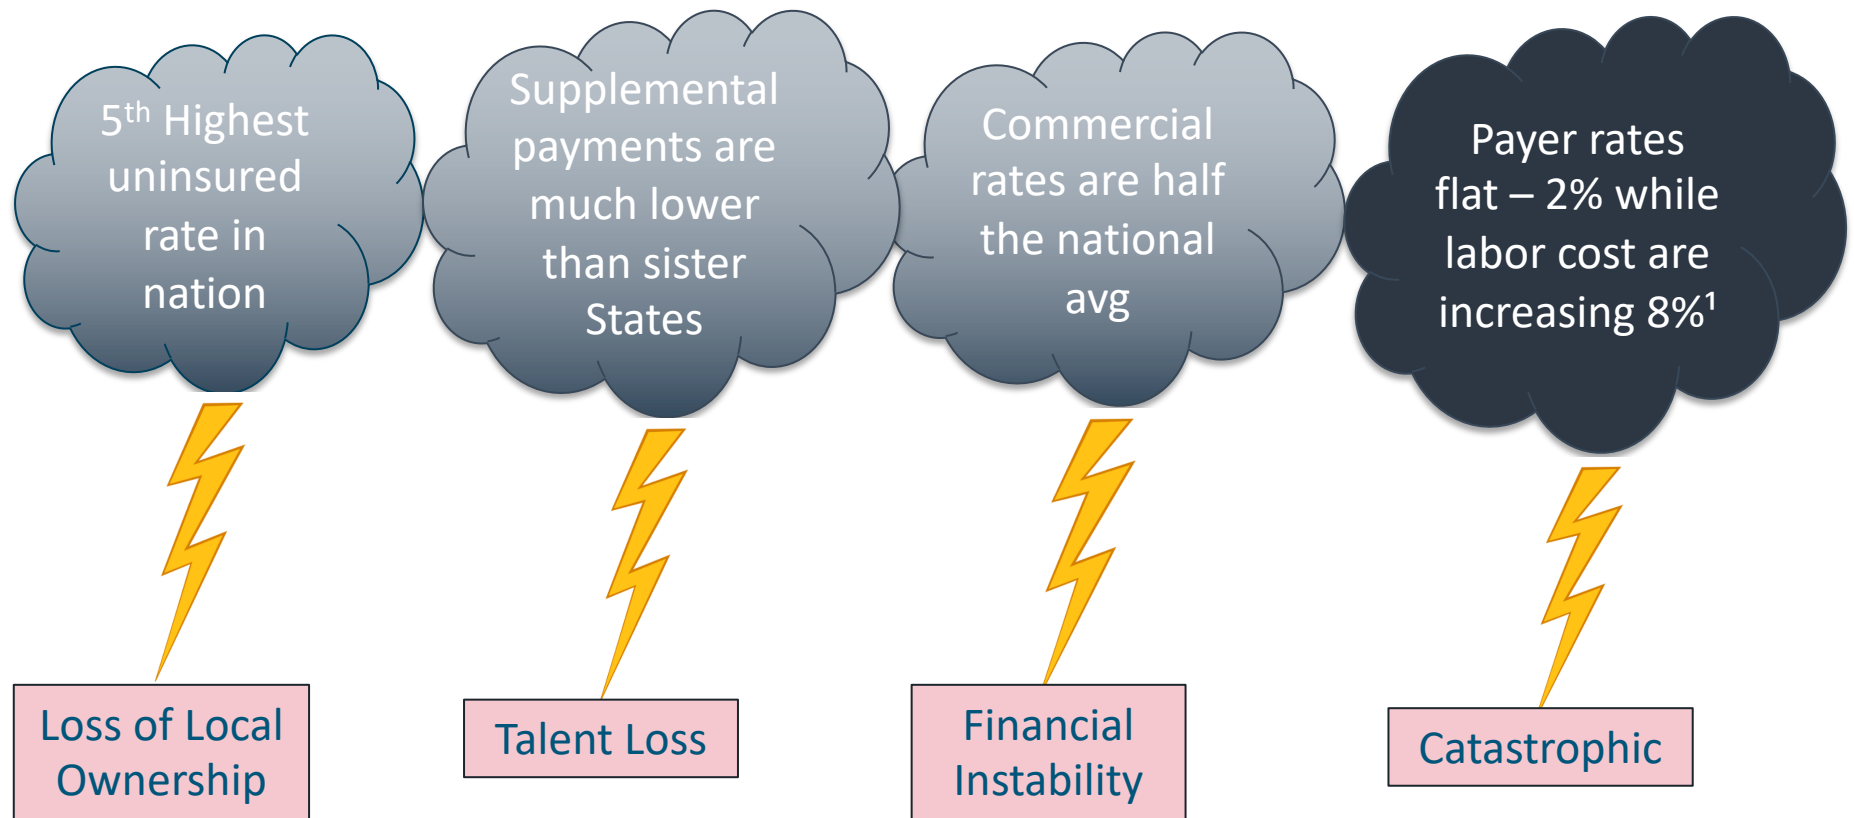 5th Highest
uninsured
rate in
nation
Supplemental
payments are
much lower
than sister
States
Commercial
rates are half
the national
avg
Payer rates
flat – 2% while
labor cost are
increasing 8%¹
Loss of Local
Ownership
Talent Loss
Financial
Instability
Catastrophic